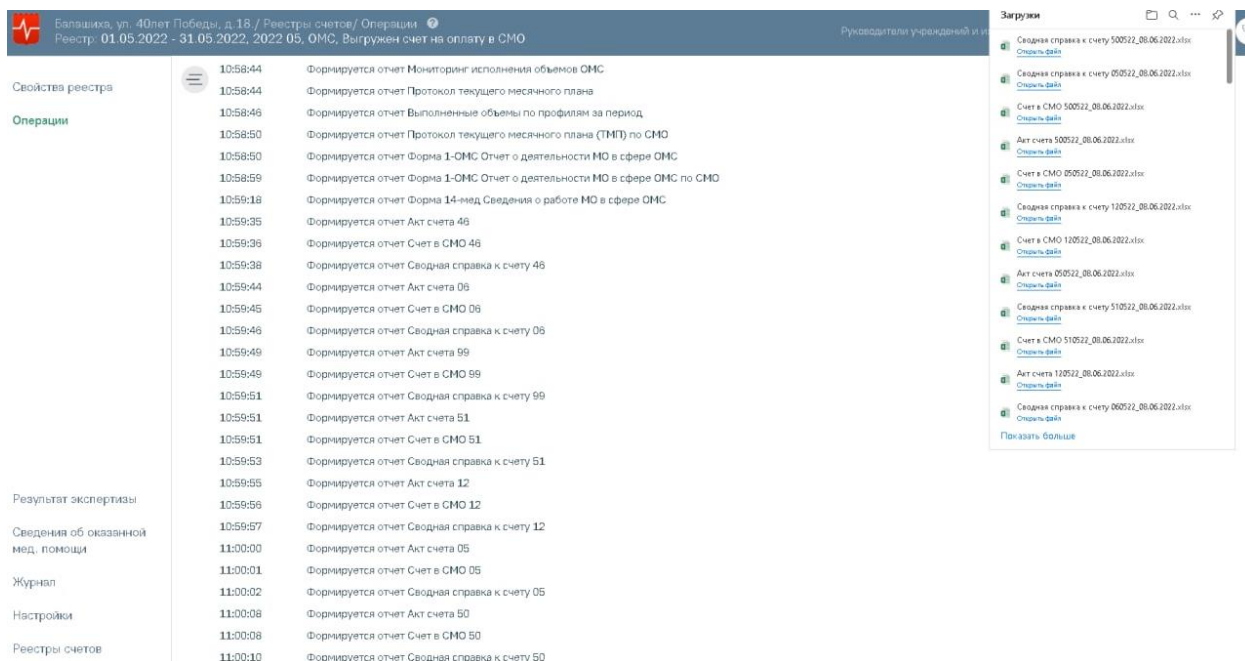 Балашиха, ул. 40лет Победы, д.18./ Реестры счетов/ Операции
Реестр: 01.05.2022 - 31.05.2022, 2022 05, ОМС, Выгружен счет на оплату в СМО
Руководители учреждений и
Свойства реестра
Операции
Результат экспертизы
Сведения об оказанной
мед. помощи
Журнал
Настройки
Реестры счетов
10:58:44 Формируется отчет Мониторинг исполнения объемов ОМС
10:58:44 Формируется отчет Протокол текущего месячного плана
10:58:46 Формируется отчет Выполненные объемы по профилям за период
10:58:50 Формируется отчет Протокол текущего месячного плана (ТМП) по СМО
10:58:50 Формируется отчет Форма 1-ОМС Отчет о деятельности МО в сфере ОМС
10:58:59 Формируется отчет Форма 1-ОМС Отчет о деятельности МО в сфере ОМС по СМО
10:59:18 Формируется отчет Форма 14-мед Сведения о работе МО в сфере ОМС
10:59:35 Формируется отчет Акт счета 46
10:59:36 Формируется отчет Счет в СМО 46
10:59:38 Формируется отчет Сводная справка к счету 46
10:59:44 Формируется отчет Акт счета 06
10:59:45 Формируется отчет Счет в СМО 06
10:59:46 Формируется отчет Сводная справка к счету 06
10:59:49 Формируется отчет Акт счета 99
10:59:49 Формируется отчет Счет в СМО 99
10:59:51 Формируется отчет Сводная справка к счету 99
10:59:51 Формируется отчет Акт счета 51
10:59:51 Формируется отчет Счет в СМО 51
10:59:53 Формируется отчет Сводная справка к счету 51
10:59:55 Формируется отчет Акт счета 12
10:59:56 Формируется отчет Счет в СМО 12
10:59:57 Формируется отчет Сводная справка к счету 12
11:00:00 Формируется отчет Акт счета 05
11:00:01 Формируется отчет Счет в СМО 05
11:00:02 Формируется отчет Сводная справка к счету 05
11:00:08 Формируется отчет Акт счета 50
11:00:08 Формируется отчет Счет в СМО 50
11:00:10 Формируется отчет Сводная справка к счету 50
Загрузки
Сводная справка к счету 500522_08.06.2022.xlsx
Открыть файл
Сводная справка к счету 050522_08.06.2022.xlsx
Открыть файл
Счет в СМО 500522_08.06.2022.xlsx
Открыть файл
Акт счета 500522_08.06.2022.xlsx
Открыть файл
Счет в СМО 050522_08.06.2022.xlsx
Открыть файл
Сводная справка к счету 120522_08.06.2022.xlsx
Открыть файл
Счет в СМО 120522_08.06.2022.xlsx
Открыть файл
Акт счета 050522_08.06.2022.xlsx
Открыть файл
Сводная справка к счету 510522_08.06.2022.xlsx
Открыть файл
Счет в СМО 510522_08.06.2022.xlsx
Открыть файл
Акт счета 120522_08.06.2022.xlsx
Открыть файл
Сводная справка к счету 060522_08.06.2022.xlsx
Открыть файл
Показать больше